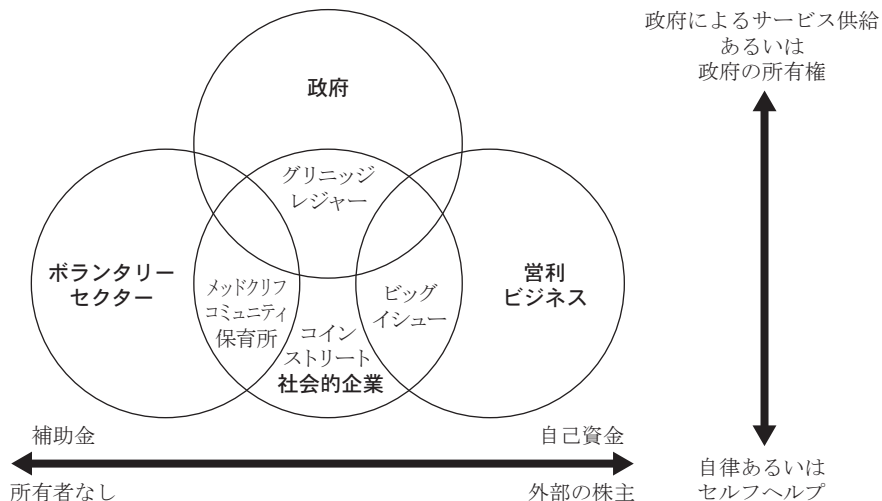 政府によるサービス供給
あるいは
政府の所有権
政府
グリニッジ
レジャー
ボランタリー
セクター
メッドクリフ
コミュニティ
保育所
コイン
ストリート
社会的企業
ビッグ
イシュー
営利
ビジネス
補助金
自己資金
所有者なし
外部の株主
自律あるいは
セルフヘルプ